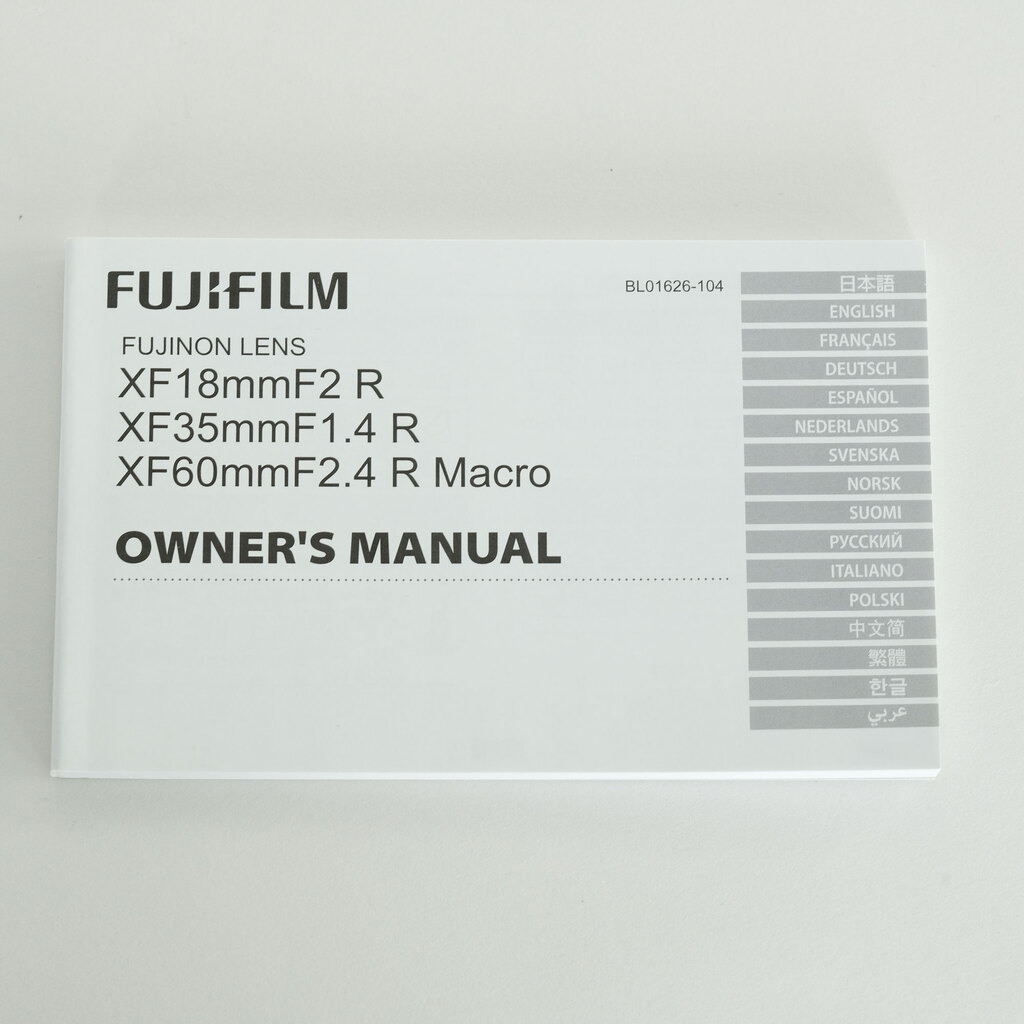 FUJIFILM
BL01626-104
FUJINON LENS
XF18mmF2 R
XF35mmF1.4 R
XF60mmF2.4 R Macro
OWNER'S MANUAL
日本語
ENGLISH
FRANÇAIS
DEUTSCH
ESPAÑOL
NEDERLANDS
SVENSKA
NORSK
SUOMI
РУССКИЙ
ITALIANO
POLSKI
中文简
繁體
한글
عربي